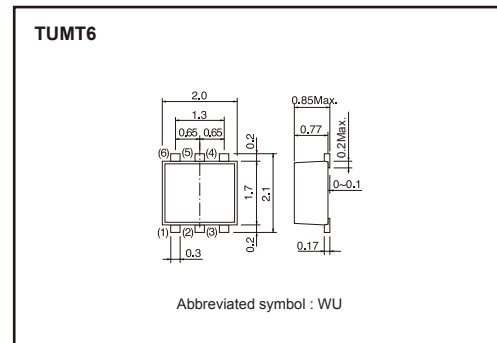 TUMT6
2.0
0.85Max.
1.3
0.77
0.2Max.
0.65 0.65
0.2
(6) (5) (4)
1.7
2.1
0~0.1
(1) (2) (3)
0.3
0.2
0.17
Abbreviated symbol : WU